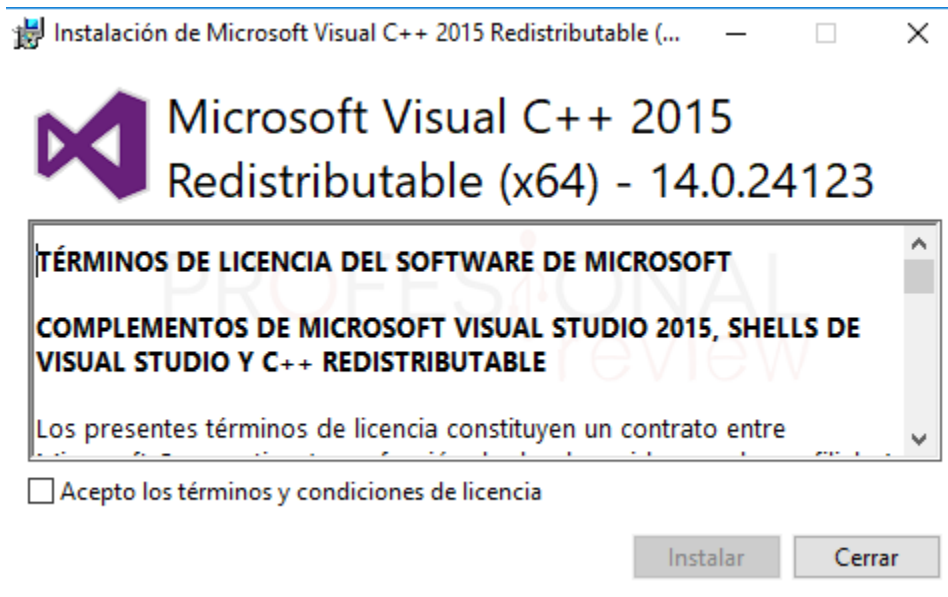 Instalación de Microsoft Visual C++ 2015 Redistributable (...
Microsoft Visual C++ 2015
Redistributable (x64) - 14.0.24123
TÉRMINOS DE LICENCIA DEL SOFTWARE DE MICROSOFT
PROFESIONAL
review
COMPLEMENTOS DE MICROSOFT VISUAL STUDIO 2015, SHELLS DE
VISUAL STUDIO Y C++ REDISTRIBUTABLE
Los presentes términos de licencia constituyen un contrato entre
Acepto los términos y condiciones de licencia
Instalar
Cerrar